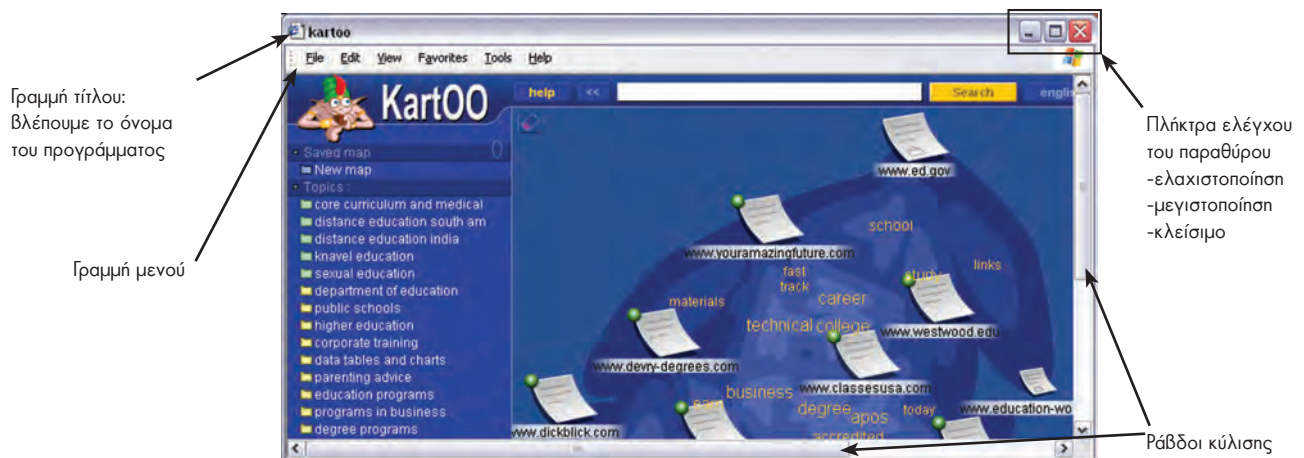 kartoo
File Edit View Favorites Tools Help
Γραμμή τίτλου:
βλέπουμε το όνομα
του προγράμματος
Γραμμή μενού
KartOO
help << Search englis
Saved map 0
New map
Topics :
core curriculum and medical
distance education south am
distance education india
knavel education
sexual education
department of education
public schools
higher education
corporate training
data tables and charts
parenting advice
education programs
programs in business
degree programs
www.ed.gov
school
www.youramazingfuture.com
fast
track
study
links
materials
career
technical college
www.westwood.edu
www.devry-degrees.com
business
www.classesusa.com
degree
apos
today
www.education-wo
www.dickblick.com
accredited
Πλήκτρα ελέγχου
του παραθύρου
-ελαχιστοποίηση
-μεγιστοποίηση
-κλείσιμο
Ράβδοι κύλισης